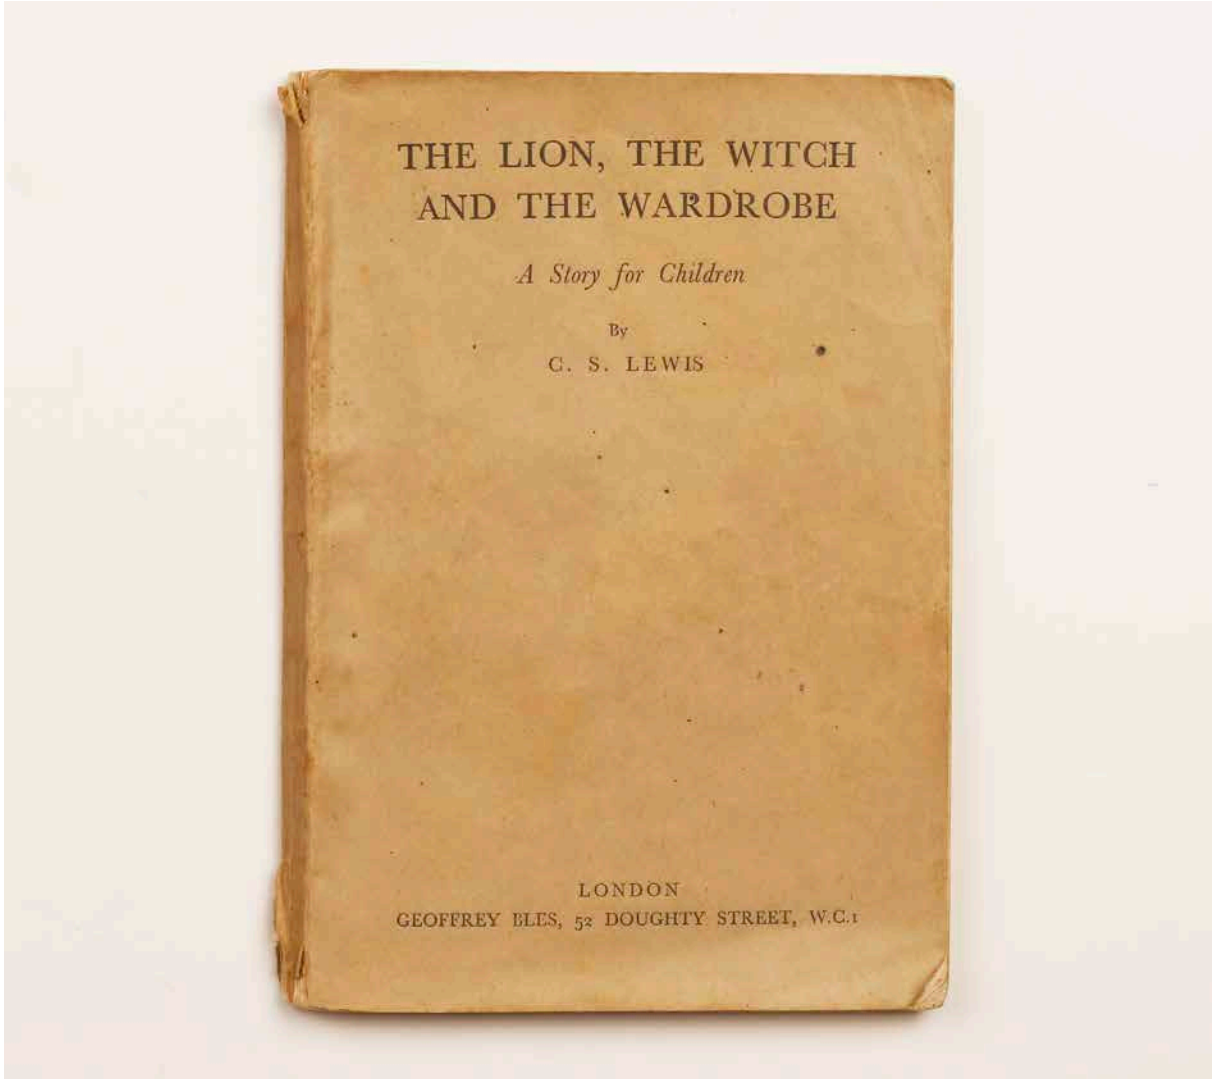 THE LION, THE WITCH
AND THE WARDROBE
A Story for Children
By
C. S. LEWIS
LONDON
GEOFFREY BLES, 52 DOUGHTY STREET, W.C.1